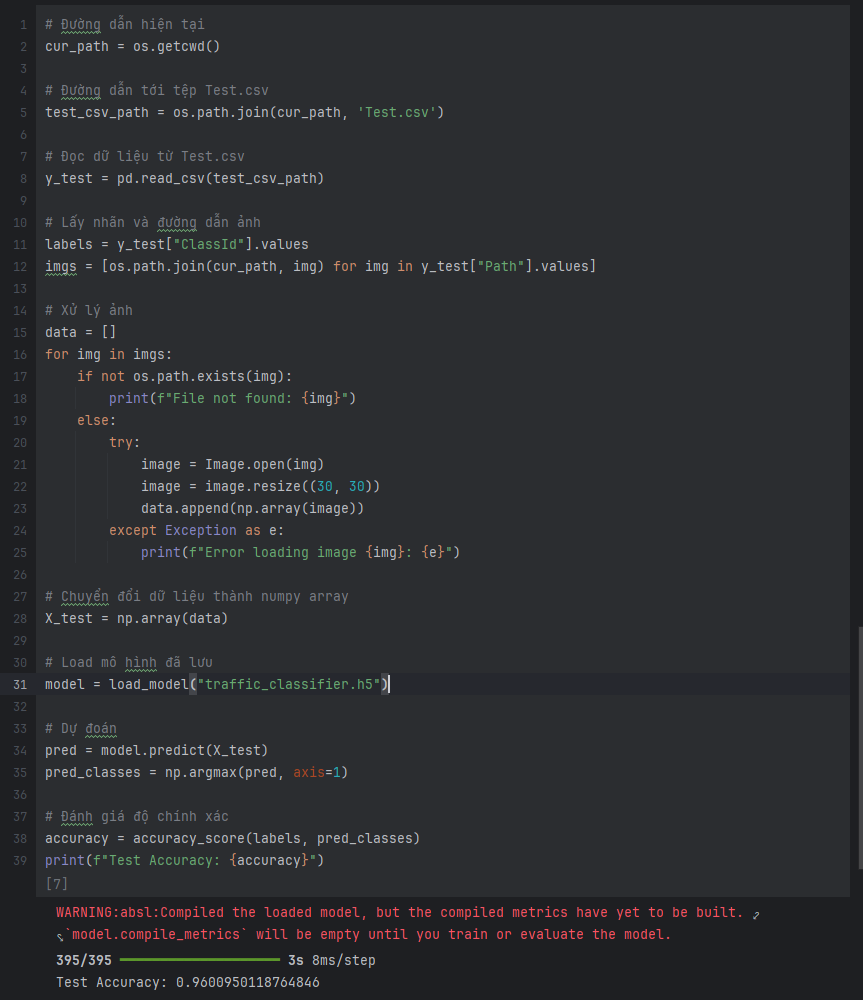 1 # Đường dẫn hiện tại
2 cur_path = os.getcwd()
3
4 # Đường dẫn tới tệp Test.csv
5 test_csv_path = os.path.join(cur_path, 'Test.csv')
6
7 # Đọc dữ liệu từ Test.csv
8 y_test = pd.read_csv(test_csv_path)
9
10 # Lấy nhãn và đường dẫn ảnh
11 labels = y_test["ClassId"].values
12 imgs = [os.path.join(cur_path, img) for img in y_test["Path"].values]
13
14 # Xử lý ảnh
15 data = []
16 for img in imgs:
17     if not os.path.exists(img):
18         print(f"File not found: {img}")
19     else:
20         try:
21             image = Image.open(img)
22             image = image.resize((30, 30))
23             data.append(np.array(image))
24         except Exception as e:
25             print(f"Error loading image {img}: {e}")
26
27 # Chuyển đổi dữ liệu thành numpy array
28 X_test = np.array(data)
29
30 # Load mô hình đã lưu
31 model = load_model("traffic_classifier.h5")
32
33 # Dự đoán
34 pred = model.predict(X_test)
35 pred_classes = np.argmax(pred, axis=1)
36
37 # Đánh giá độ chính xác
38 accuracy = accuracy_score(labels, pred_classes)
39 print(f"Test Accuracy: {accuracy}")
[7]
WARNING:absl:Compiled the loaded model, but the compiled metrics have yet to be built.
`model.compile_metrics` will be empty until you train or evaluate the model.
395/395 3s 8ms/step
Test Accuracy: 0.9600950118764846